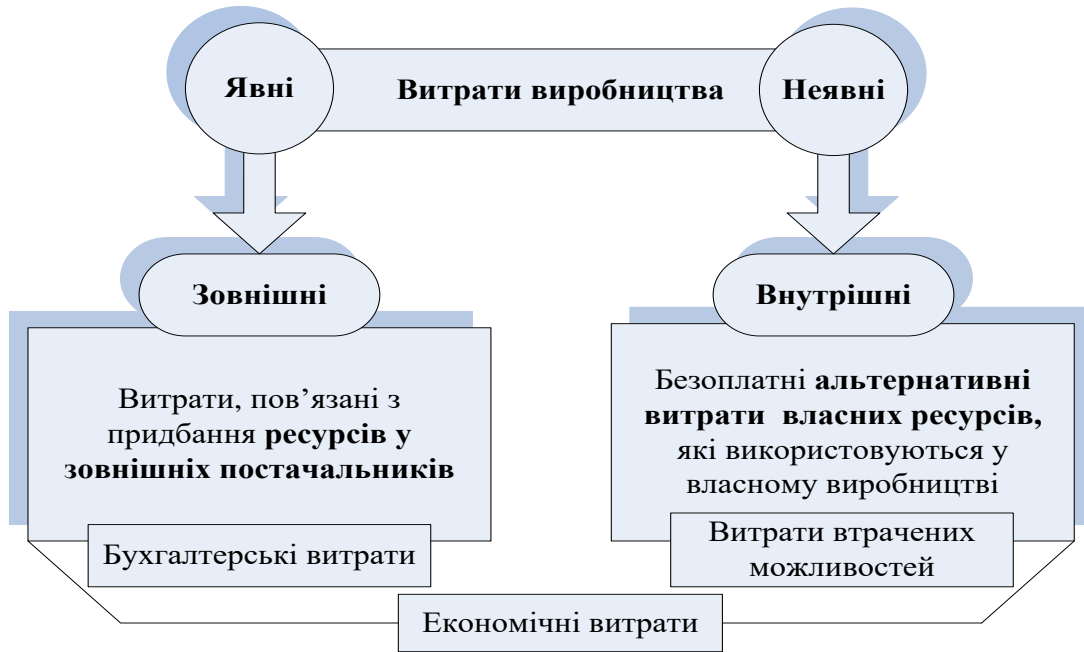 Явні
Витрати виробництва
Неявні
Зовнішні
Внутрішні
Витрати, пов’язані з
придбання ресурсів у
зовнішніх постачальників
Безоплатні альтернативні
витрати власних ресурсів,
які використовуються у
власному виробництві
Бухгалтерські витрати
Витрати втрачених
можливостей
Економічні витрати